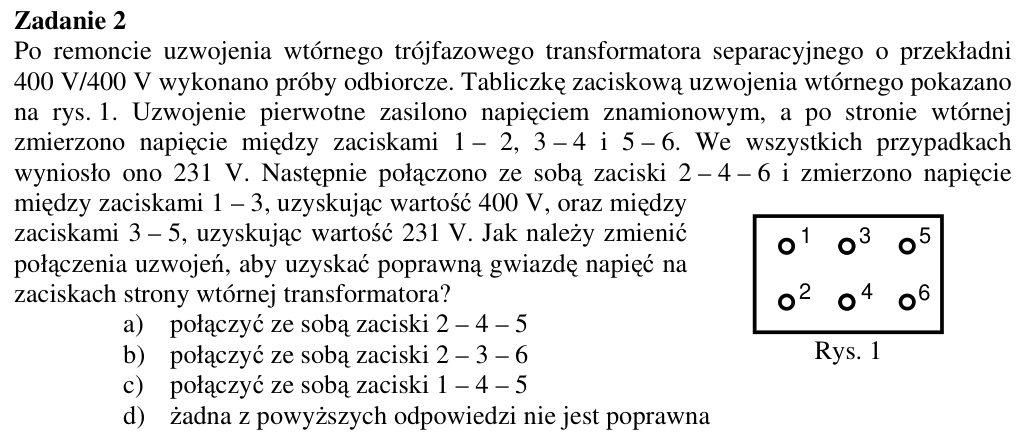 Zadanie 2
Po remoncie uzwojenia wtórnego trójfazowego transformatora separacyjnego o przekładni
400 V/400 V wykonano próby odbiorcze. Tabliczkę zaciskową uzwojenia wtórnego pokazano
na rys. 1. Uzwojenie pierwotne zasilono napięciem znamionowym, a po stronie wtórnej
zmierzono napięcie między zaciskami 1 – 2, 3 – 4 i 5 – 6. We wszystkich przypadkach
wyniosło ono 231 V. Następnie połączono ze sobą zaciski 2 – 4 – 6 i zmierzono napięcie
między zaciskami 1 – 3, uzyskując wartość 400 V, oraz między
zaciskami 3 – 5, uzyskując wartość 231 V. Jak należy zmienić
połączenia uzwojeń, aby uzyskać poprawną gwiazdę napięć na
zaciskach strony wtórnej transformatora?
a) połączyć ze sobą zaciski 2 – 4 – 5
b) połączyć ze sobą zaciski 2 – 3 – 6
c) połączyć ze sobą zaciski 1 – 4 – 5
d) żadna z powyższych odpowiedzi nie jest poprawna
1 3 5
2 4 6
Rys. 1